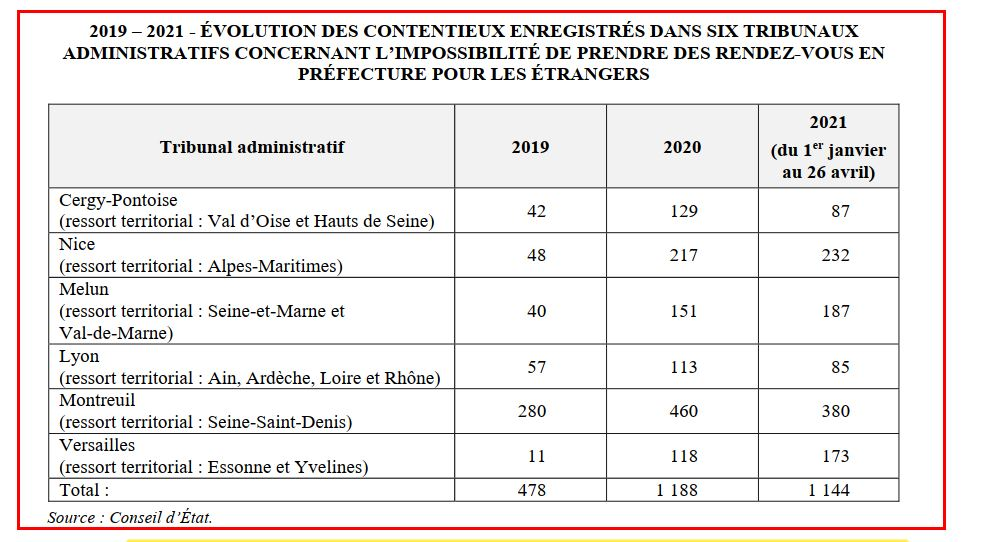 2019 – 2021 - ÉVOLUTION DES CONTENTIEUX ENREGISTRÉS DANS SIX TRIBUNAUX
ADMINISTRATIFS CONCERNANT L’IMPOSSIBILITÉ DE PRENDRE DES RENDEZ-VOUS EN
PRÉFECTURE POUR LES ÉTRANGERS
Tribunal administratif 2019 2020 2021
(du 1er janvier
au 26 avril)
Cergy-Pontoise
(ressort territorial : Val d’Oise et Hauts de Seine) 42 129 87
Nice
(ressort territorial : Alpes-Maritimes) 48 217 232
Melun
(ressort territorial : Seine-et-Marne et 40 151 187
Val-de-Marne)
Lyon
(ressort territorial : Ain, Ardèche, Loire et Rhône) 57 113 85
Montreuil
(ressort territorial : Seine-Saint-Denis) 280 460 380
Versailles
(ressort territorial : Essonne et Yvelines) 11 118 173
Total : 478 1 188 1 144
Source : Conseil d’État.